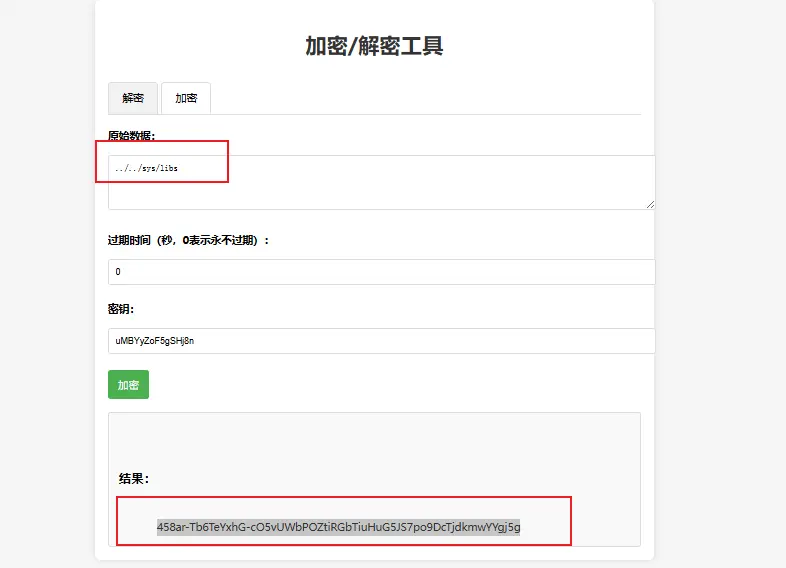 加密/解密工具
解密 加密
原始数据:
../../sys/libs
过期时间（秒，0表示永不过期）:
0
密钥:
uMBYyZoF5gSHj8n
加密
结果:
458ar-Tb6TeYxhG-cO5vUWbPOZtiRGbTiuHuG5JS7po9DcTjdkmwYYgj5g